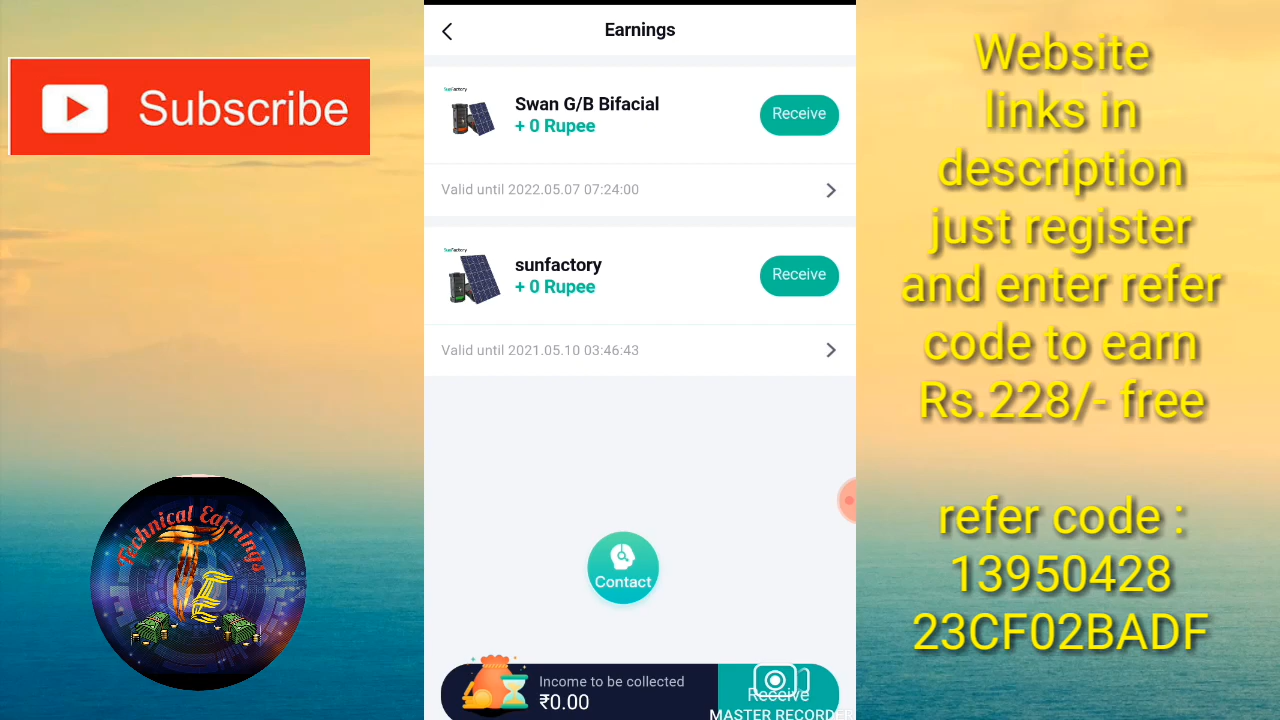 Subscribe
Technical Earnings
TE
Earnings
SunFactory
Swan G/B Bifacial
+ 0 Rupee
Receive
Valid until 2022.05.07 07:24:00
SunFactory
sunfactory
+ 0 Rupee
Receive
Valid until 2021.05.10 03:46:43
Contact
Income to be collected
₹0.00
Receive
MASTER RECORDER
Website
links in
description
just register
and enter refer
code to earn
Rs.228/- free
refer code :
13950428
23CF02BADF